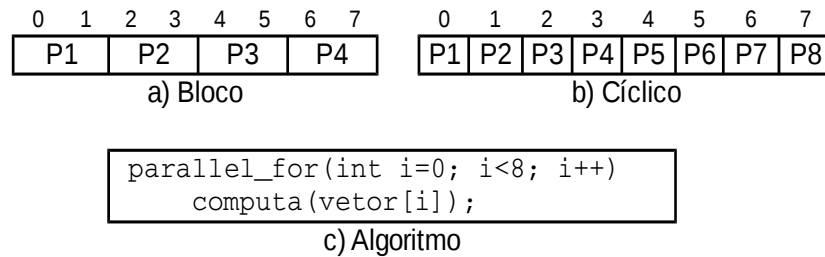 0 1 2 3 4 5 6 7
P1 P2 P3 P4
a) Bloco
0 1 2 3 4 5 6 7
P1 P2 P3 P4 P5 P6 P7 P8
b) Cíclico
parallel_for(int i=0; i<8; i++)
computa(vetor[i]);
c) Algoritmo